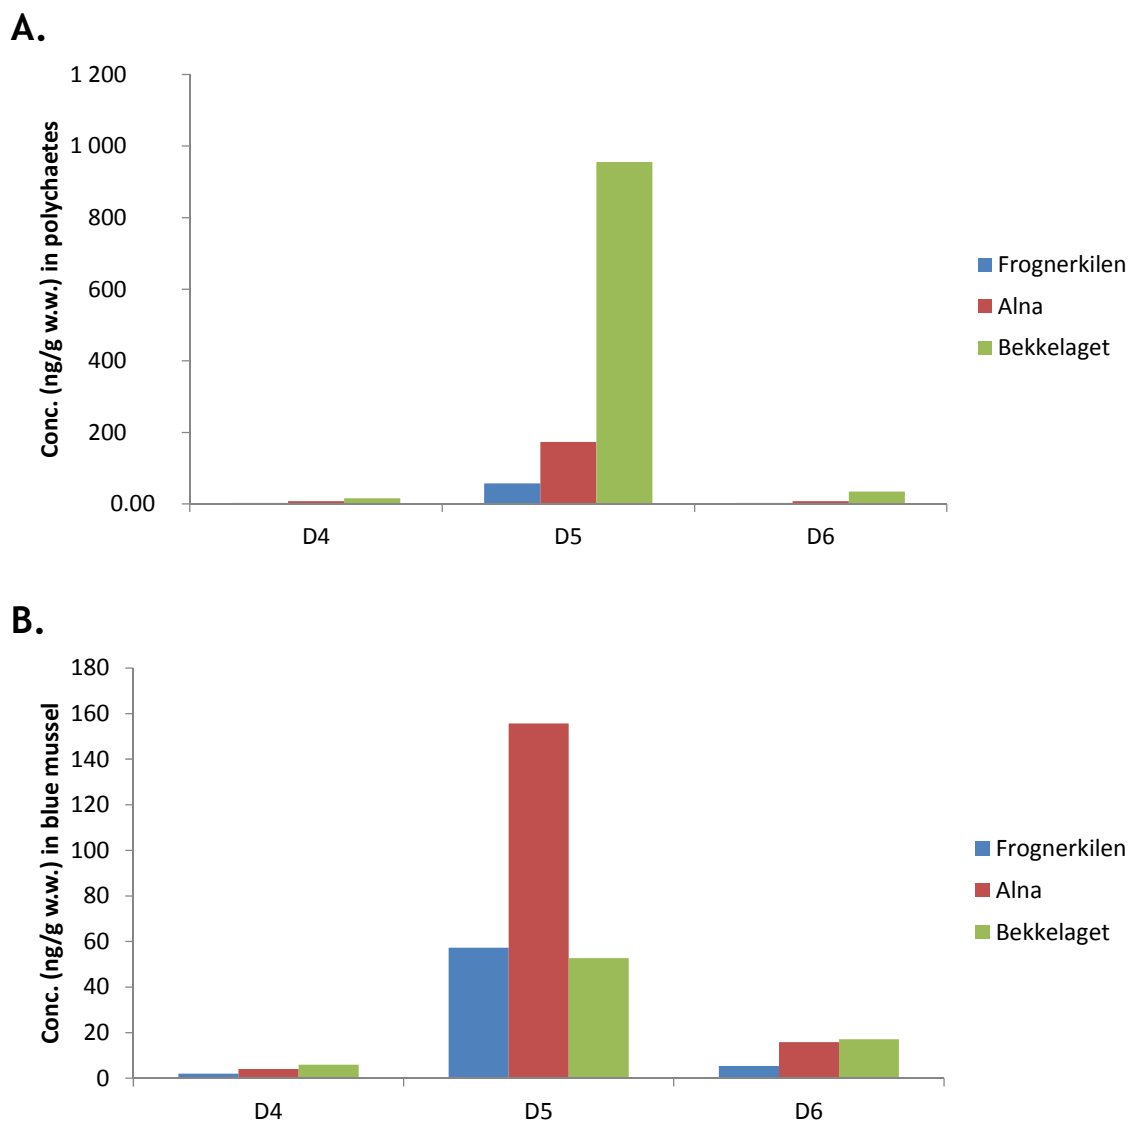 A.
Conc. (ng/g w.w.) in polychaetes
1 200
1 000
800
600
400
200
0.00
D4
D5
D6
Frognerkilen
Alna
Bekkelaget
B.
Conc. (ng/g w.w.) in blue mussel
180
160
140
120
100
80
60
40
20
0
D4
D5
D6
Frognerkilen
Alna
Bekkelaget